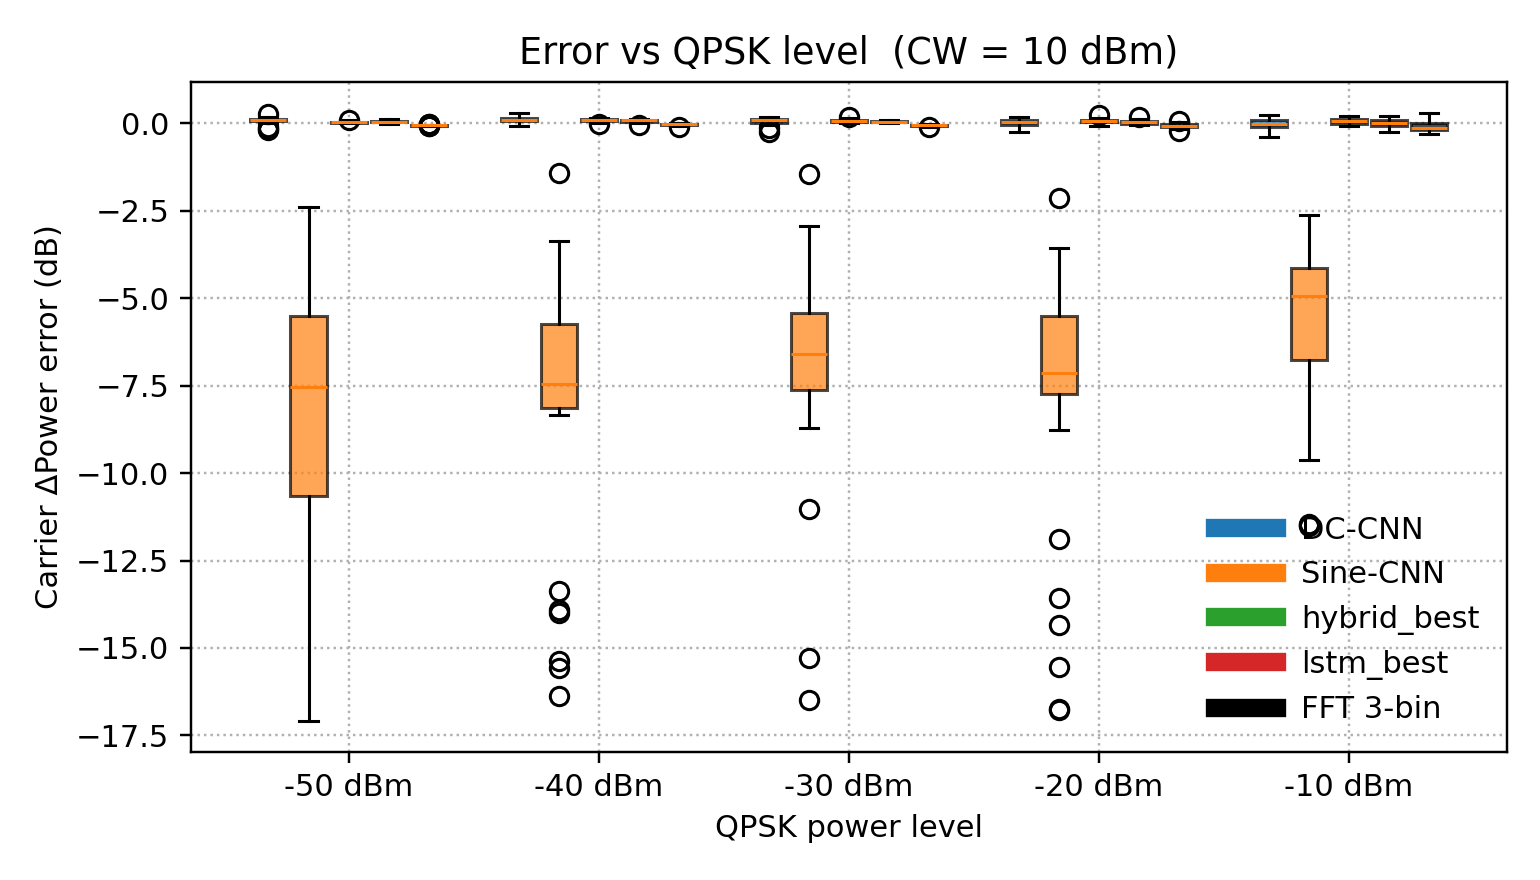 Error vs QPSK level (CW = 10 dBm)
Carrier ΔPower error (dB)
0.0
−2.5
−5.0
−7.5
−10.0
−12.5
−15.0
−17.5
DC-CNN
Sine-CNN
hybrid_best
lstm_best
FFT 3-bin
-50 dBm
-40 dBm
-30 dBm
-20 dBm
-10 dBm
QPSK power level